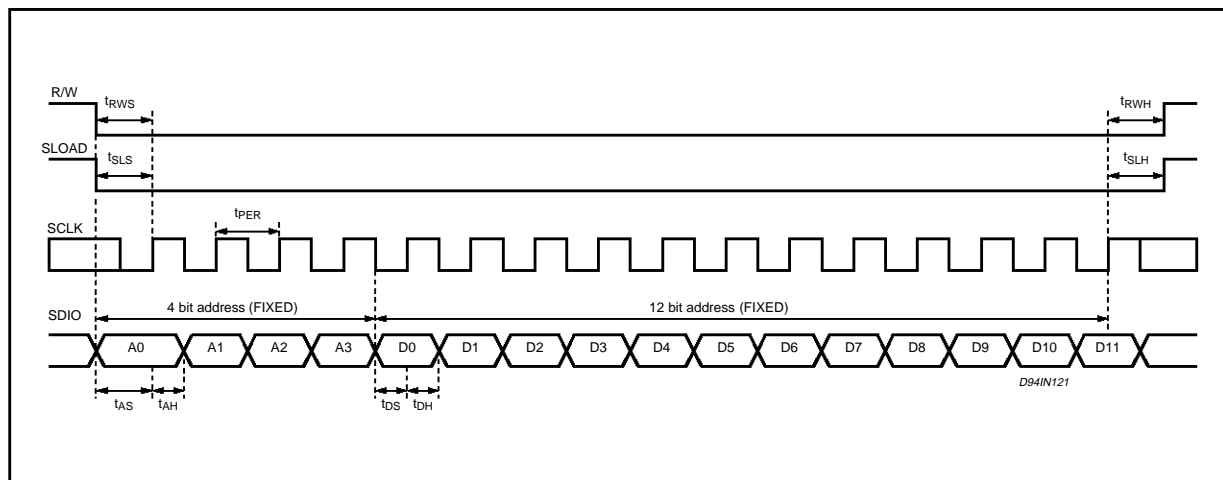 R/W
tRWS
tRWH
SLOAD
tSLS
tSLH
SCLK
tPER
SDIO
4 bit address (FIXED)
12 bit address (FIXED)
A0 A1 A2 A3 D0 D1 D2 D3 D4 D5 D6 D7 D8 D9 D10 D11
D94IN121
tAS tAH tDS tDH